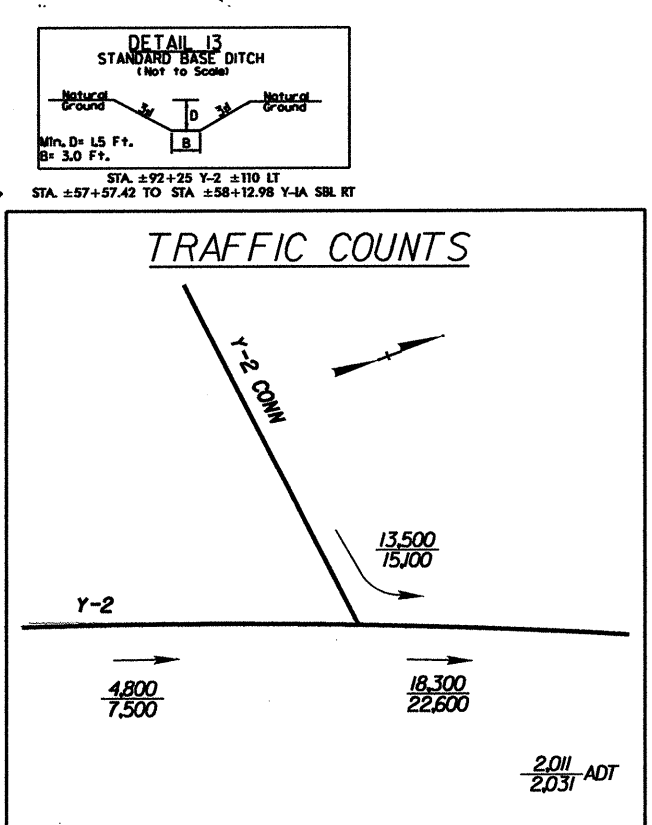 DETAIL 13
STANDARD BASE DITCH
(Not to Scale)
Natural Ground
Natural Ground
3:1
D
3:1
Min. D= 1.5 Ft.
B
B= 3.0 Ft.
STA. ±92+25 Y-2 ±110 LT
STA. ±57+57.42 TO STA ±58+12.98 Y-1A SBL RT
TRAFFIC COUNTS
Y-2 CONN
13,500
15,100
Y-2
4,800
7,500
18,300
22,600
2,011
2,031 ADT